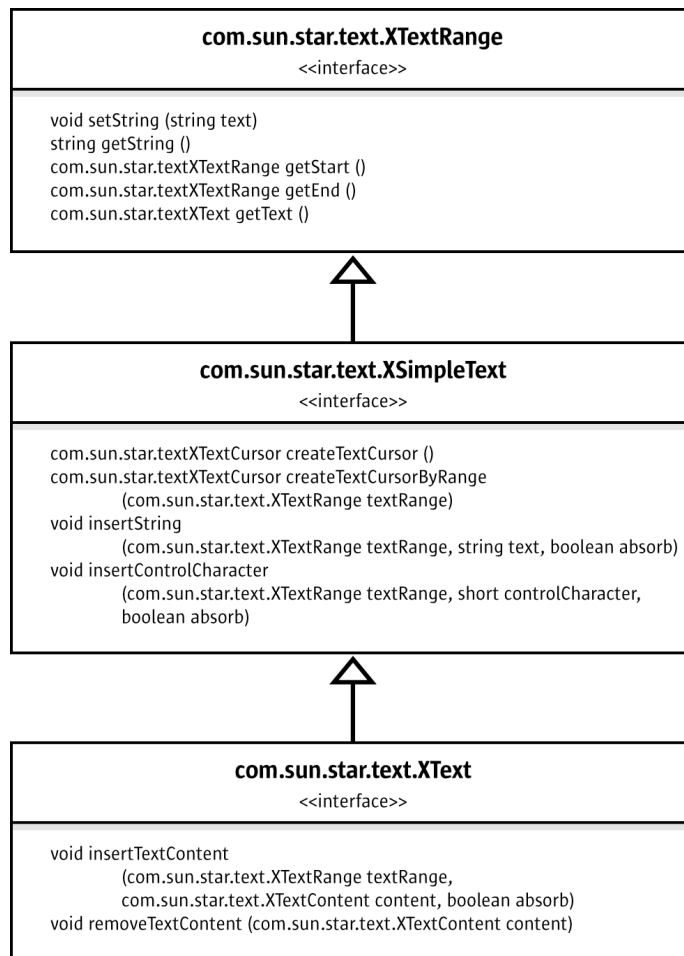 com.sun.star.text.XTextRange
<<interface>>
void setString (string text)
string getString ()
com.sun.star.textXTextRange getStart ()
com.sun.star.textXTextRange getEnd ()
com.sun.star.textXText getText ()
com.sun.star.text.XSimpleText
<<interface>>
com.sun.star.textXTextCursor createTextCursor ()
com.sun.star.textXTextCursor createTextCursorByRange
(com.sun.star.text.XTextRange textRange)
void insertString
(com.sun.star.text.XTextRange textRange, string text, boolean absorb)
void insertControlCharacter
(com.sun.star.text.XTextRange textRange, short controlCharacter,
boolean absorb)
com.sun.star.text.XText
<<interface>>
void insertTextContent
(com.sun.star.text.XTextRange textRange,
com.sun.star.text.XTextContent content, boolean absorb)
void removeTextContent (com.sun.star.text.XTextContent content)